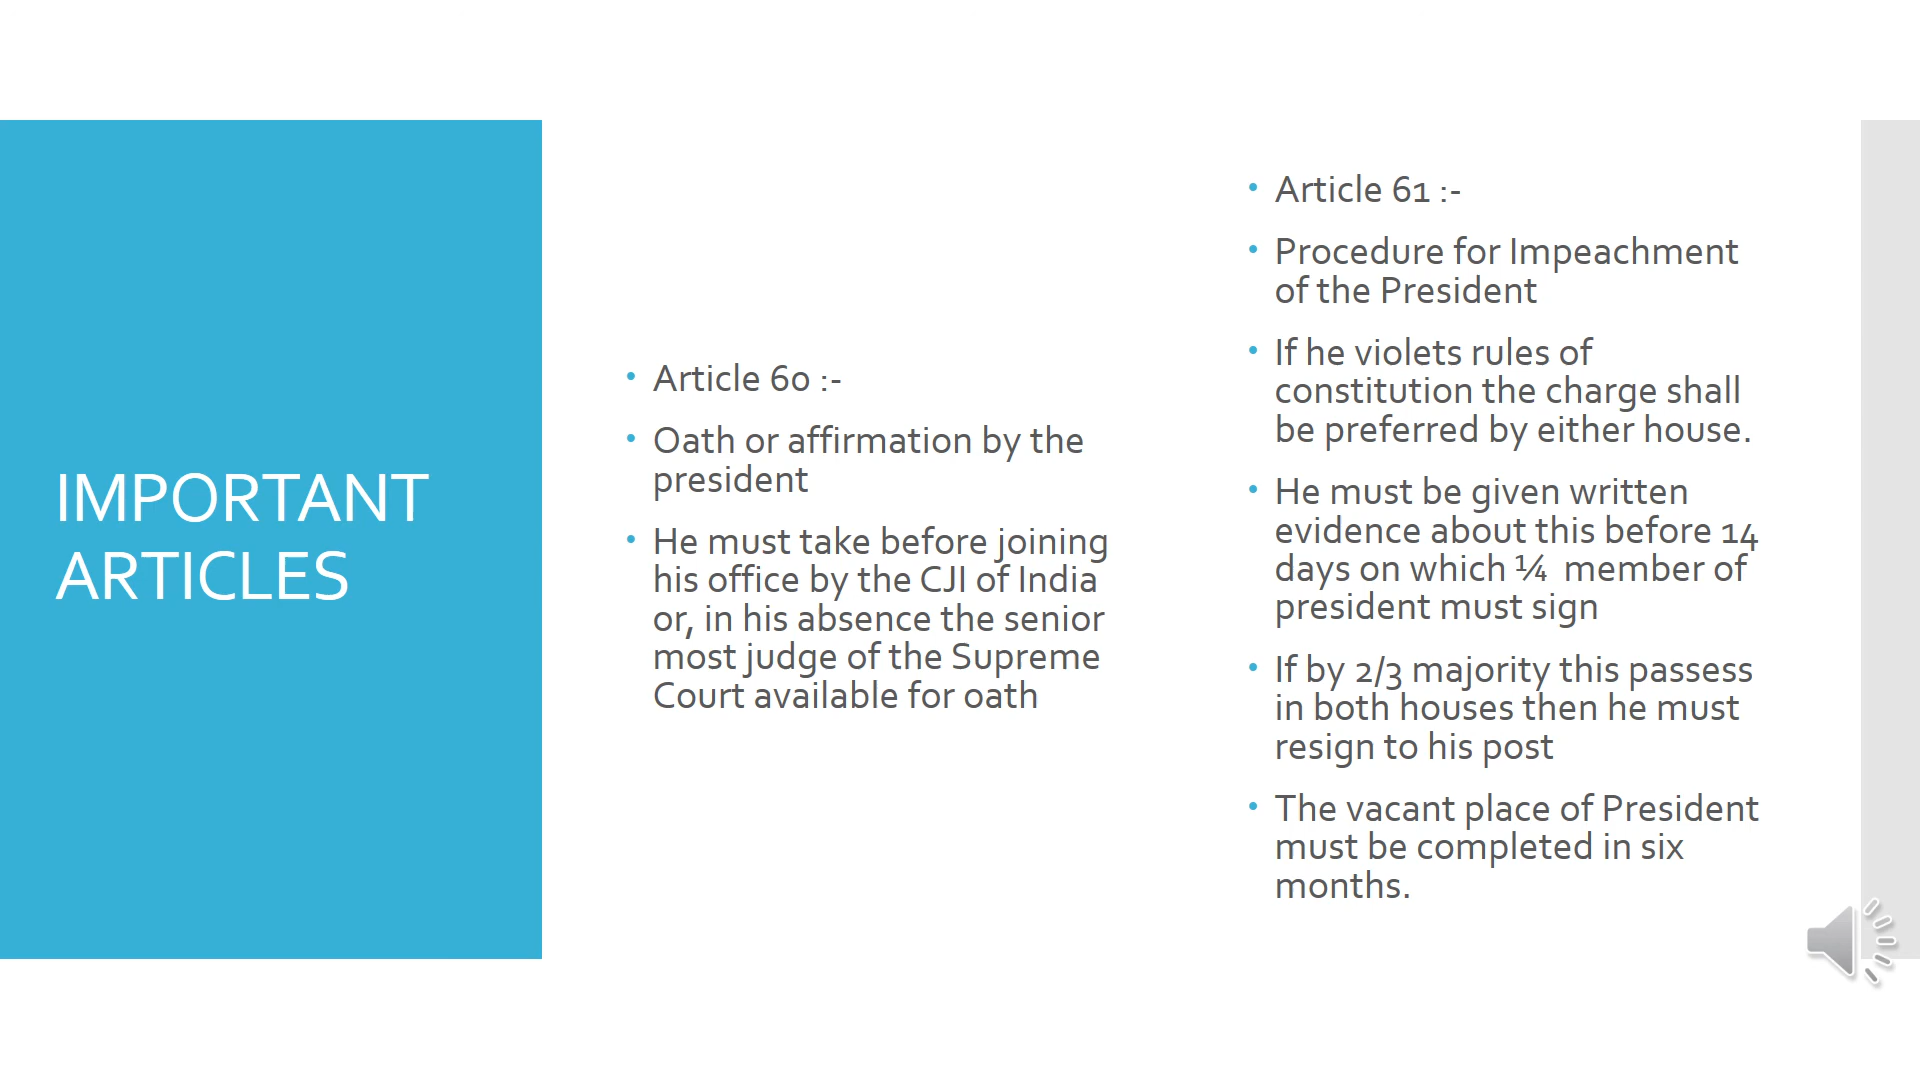 IMPORTANT
ARTICLES
• Article 60 :-
• Oath or affirmation by the
president
• He must take before joining
his office by the CJI of India
or, in his absence the senior
most judge of the Supreme
Court available for oath
• Article 61 :-
• Procedure for Impeachment
of the President
• If he violets rules of
constitution the charge shall
be preferred by either house.
• He must be given written
evidence about this before 14
days on which ¼  member of
president must sign
• If by 2/3 majority this passess
in both houses then he must
resign to his post
• The vacant place of President
must be completed in six
months.